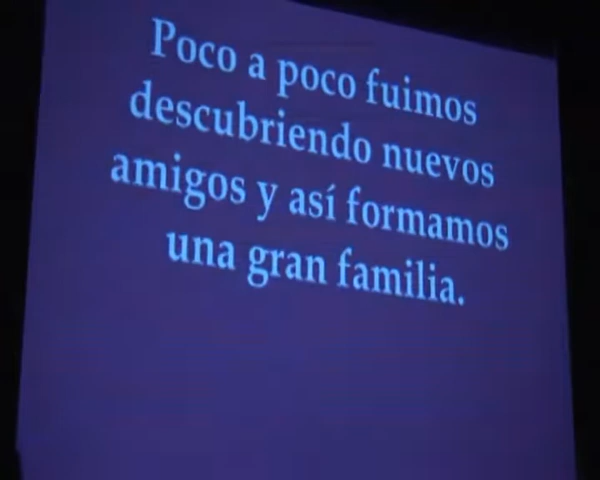 Poco a poco fuimos
descubriendo nuevos
amigos y así formamos
una gran familia.